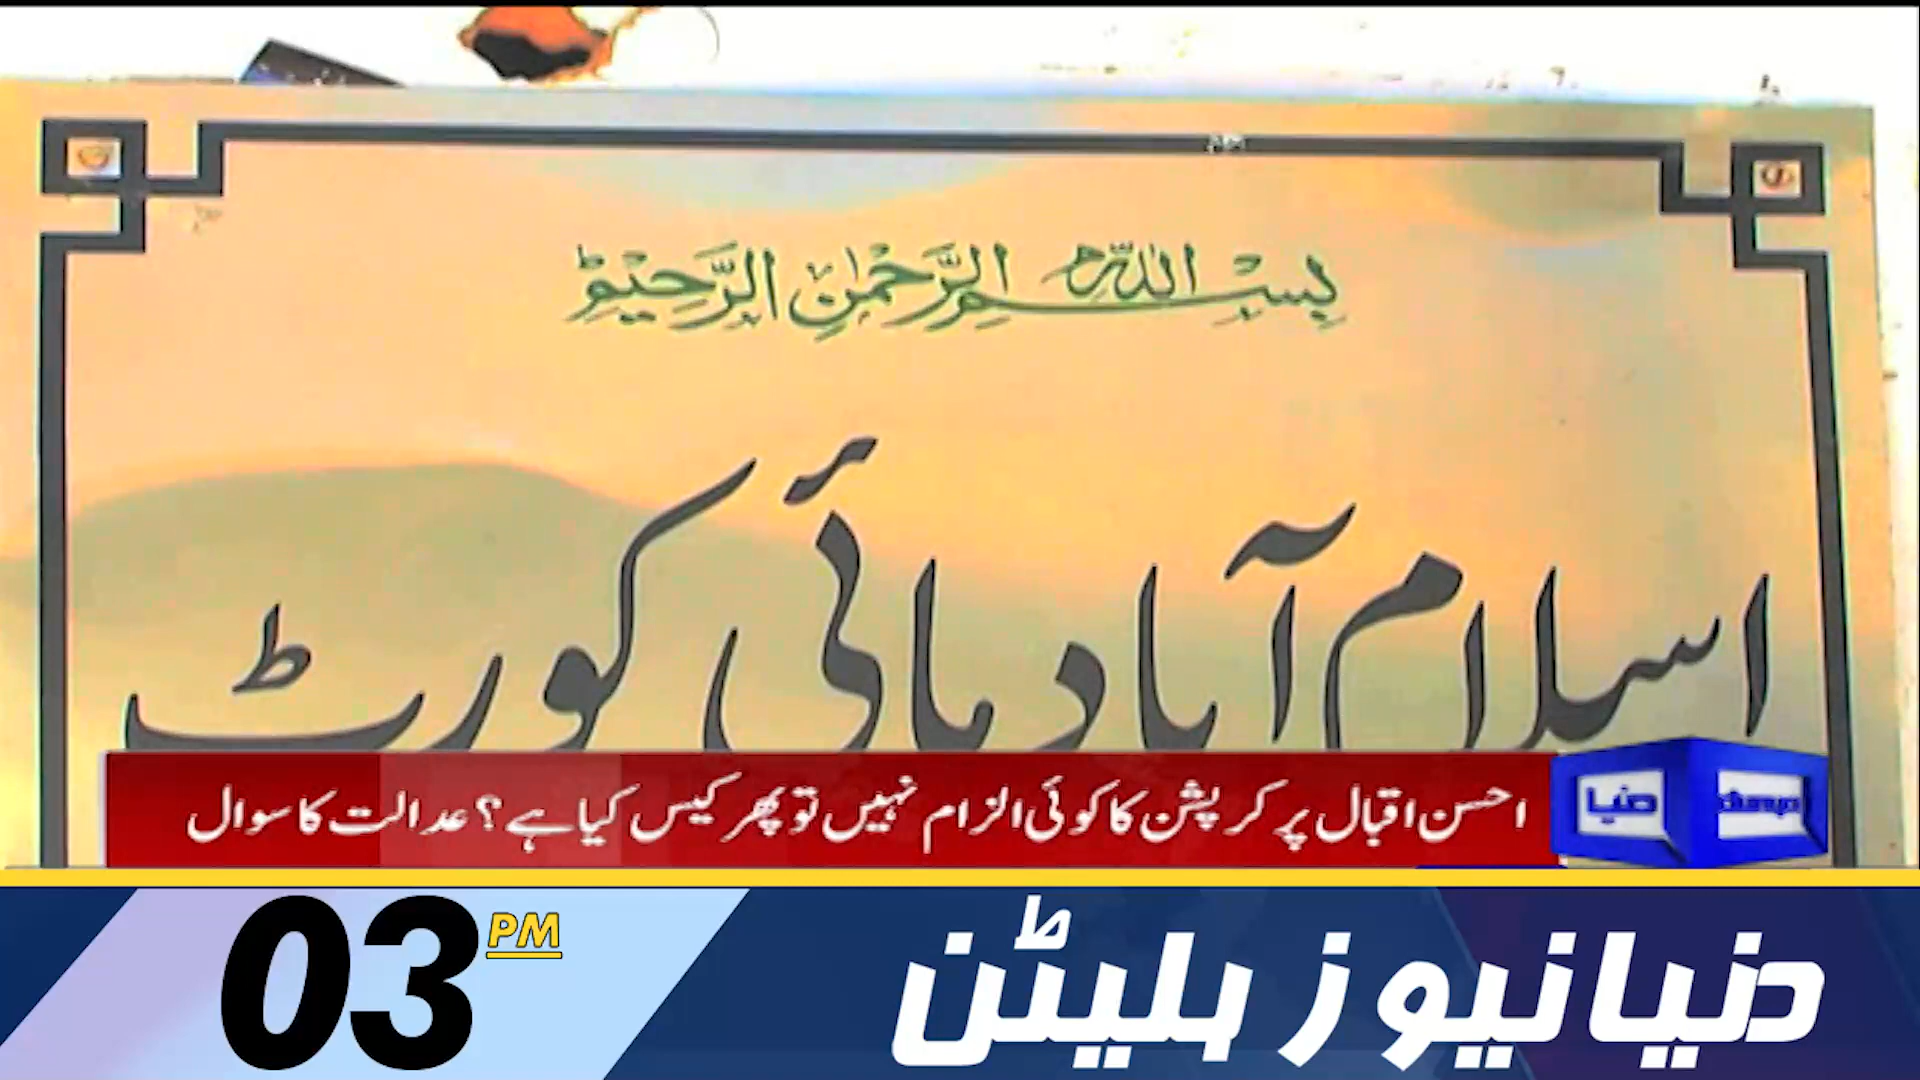 بسم اللہ الرحمن الرحیم
اسلام آباد ہائی کورٹ
احسن اقبال پر کرپشن کا کوئی الزام نہیں تو پھر کیس کیا ہے؟ عدالت کا سوال
دنیا
dunya
03 PM
دنیا نیوز بلیٹن